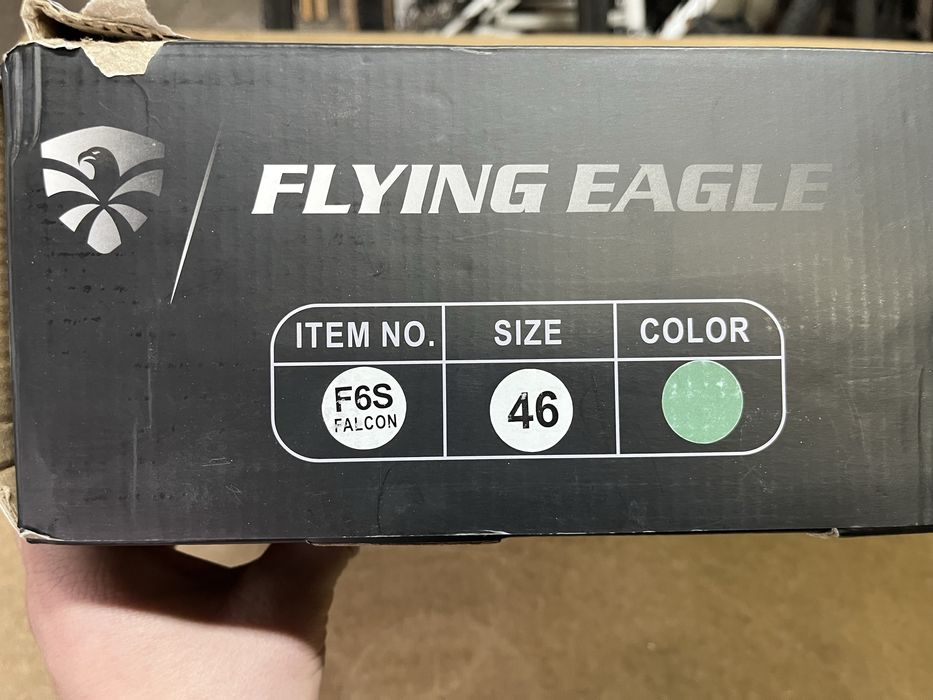 FLYING EAGLE
ITEM NO. SIZE COLOR
F6S 46
FALCON